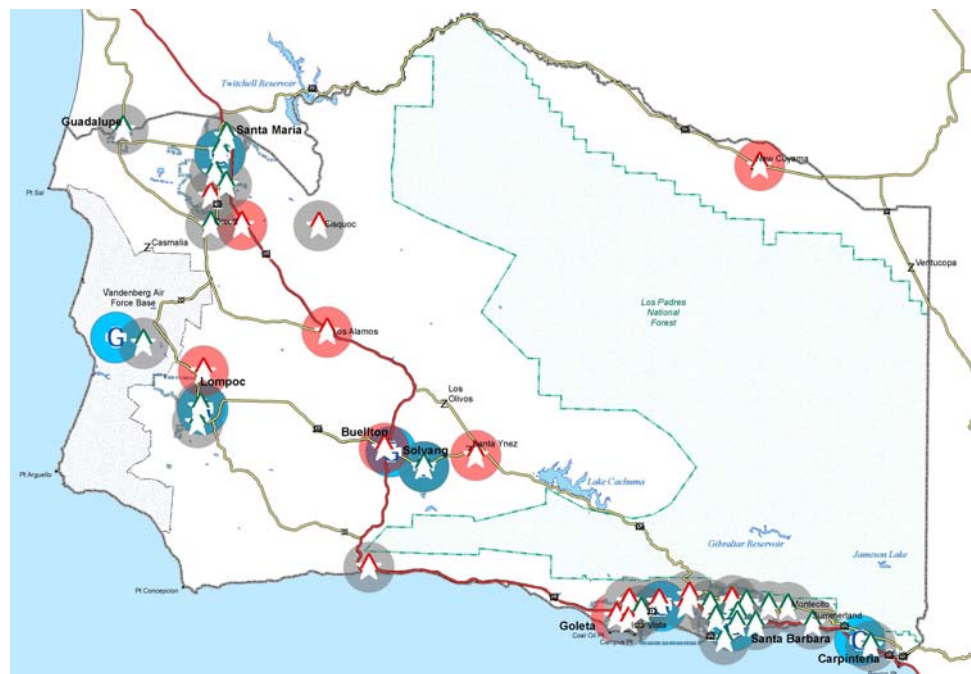 Twitchell Reservoir
Guadalupe
Santa Maria
New Cuyama
Pt Sal
Sisquoc
Casmalia
Ventucopa
Vandenberg Air
Force Base
Los Padres
National
Forest
G
Los Alamos
Lompoc
Los
Olivos
Buellton
Solvang
Santa Ynez
G
Pt Arguello
Lake Cachuma
Gibraltar Reservoir
Jameson Lake
Pt Conception
Montecito
Summerland
Goleta
Isla Vista
Coal Oil Pt
Campus Pt
Santa Barbara
Carpinteria